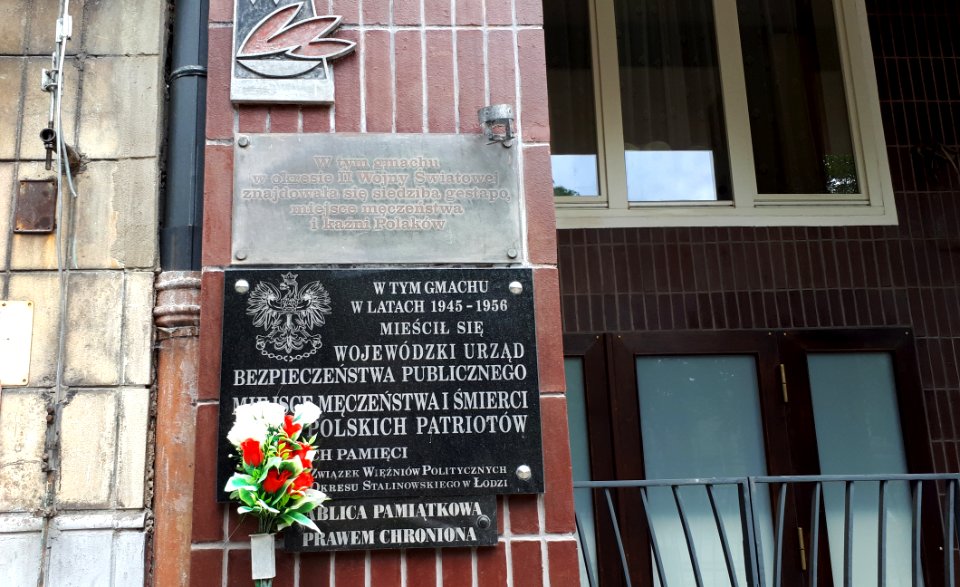 W tym gmachu
w okresie II Wojny Światowej
znajdowała się siedziba gestapo,
miejsce męczeństwa
i kaźni Polaków
W TYM GMACHU
W LATACH 1945-1956
MIEŚCIŁ SIĘ
WOJEWÓDZKI URZĄD
BEZPIECZEŃSTWA PUBLICZNEGO
MIEJSCE MĘCZEŃSTWA I ŚMIERCI
POLSKICH PATRIOTÓW
PAMIĘCI
ZWIĄZEK WIĘŹNIÓW POLITYCZNYCH
OKRESU STALINOWSKIEGO W ŁODZI
PAMIATKOWA
PRAWEM CHRONIONA